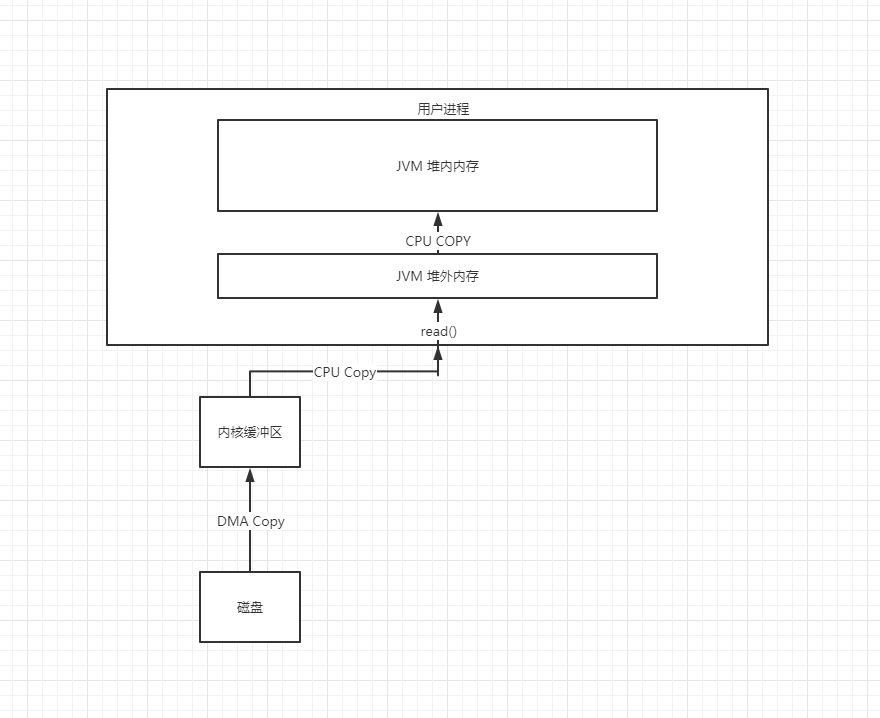 用户进程
JVM 堆内内存
CPU COPY
JVM 堆外内存
read()
CPU Copy
内核缓冲区
DMA Copy
磁盘